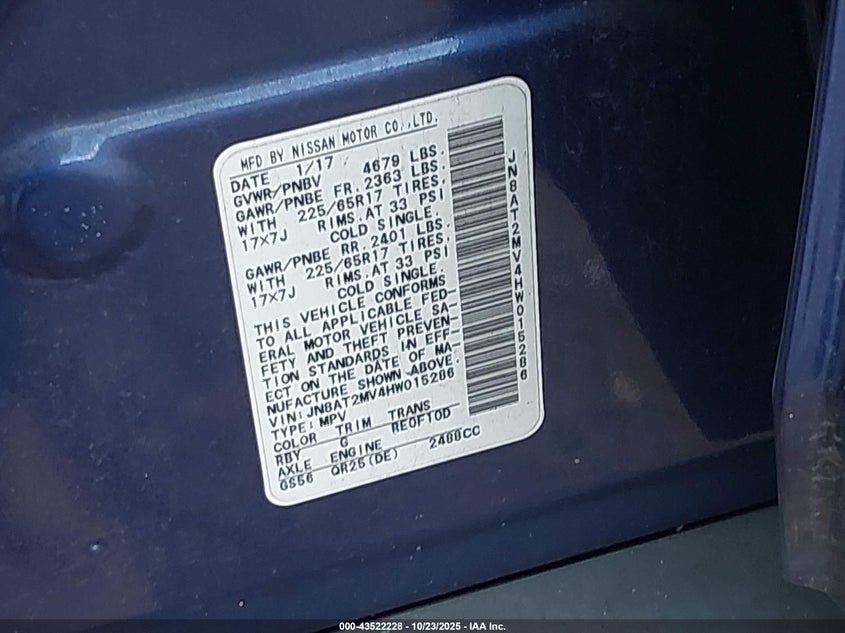 MFD BY NISSAN MOTOR CO.,LTD.
DATE 1/17
GVWR/PNBV 4679 LBS.
GAWR/PNBE FR. 2363 LBS.
WITH 225/65R17 TIRES,
17X7J RIMS.AT 33 PSI
COLD SINGLE.
GAWR/PNBE RR. 2401 LBS.
WITH 225/65R17 TIRES,
17X7J RIMS.AT 33 PSI
COLD SINGLE.
THIS VEHICLE CONFORMS
TO ALL APPLICABLE FED-
ERAL MOTOR VEHICLE SA-
FETY AND THEFT PREVEN-
TION STANDARDS IN EFF-
ECT ON THE DATE OF MA-
NUFACTURE SHOWN ABOVE.
VIN:JN8AT2MV4HW015286
TYPE:MPV
COLOR TRIM TRANS
RBY G REOFTOD
AXLE ENGINE
GS56 QR25(DE) 2488CC
JN8AT2MV4HW015286
000-43522228 - 10/23/2025 - IAA Inc.